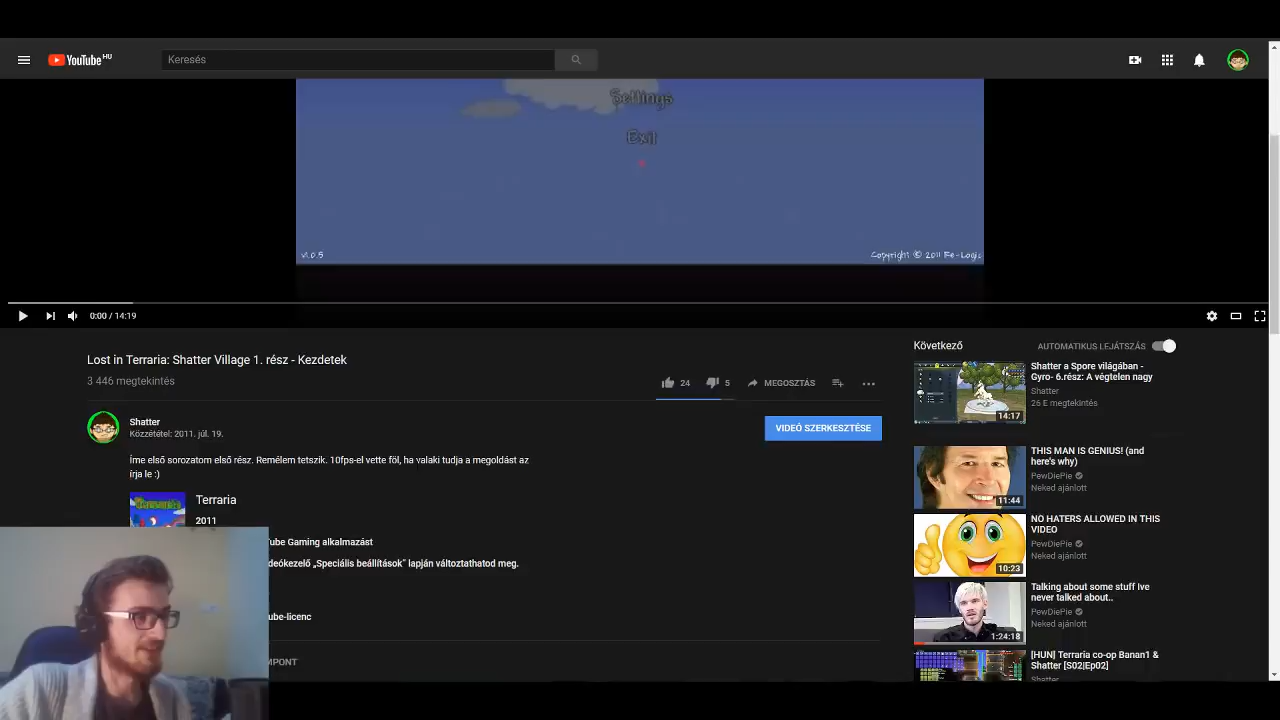 YouTube HU
Keresés
Settings
Exit
v1.0.5
Copyright © 2011 Re-Logic
0:00 / 14:19
Lost in Terraria: Shatter Village 1. rész - Kezdetek
3 446 megtekintés
24
5
MEGOSZTÁS
Shatter
Közzététel: 2011. júl. 19.
VIDEÓ SZERKESZTÉSE
Íme első sorozatom első rész. Remélem tetszik. 10fps-el vette föl, ha valaki tudja a megoldást az
írja le :)
Terraria
2011
Tube Gaming alkalmazást
deókezelő „Speciális beállítások” lapján változtathatod meg.
ube-licenc
MPONT
Következő
AUTOMATIKUS LEJÁTSZÁS
Shatter a Spore világában -
Gyro- 6.rész: A végtelen nagy
Shatter
26 E megtekintés
14:17
THIS MAN IS GENIUS! (and
here's why)
PewDiePie
Neked ajánlott
11:44
NO HATERS ALLOWED IN THIS
VIDEO
PewDiePie
Neked ajánlott
10:23
Talking about some stuff Ive
never talked about..
PewDiePie
Neked ajánlott
1:24:18
[HUN] Terraria co-op Banan1 &
Shatter [S02|Ep02]
Shatter